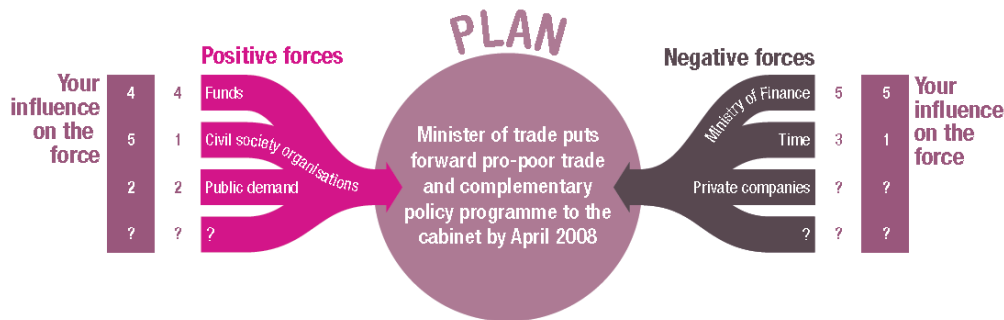 PLAN
Positive forces
Negative forces
Your
influence
on the
force
4 4 Funds
5 1 Civil society organisations
2 2 Public demand
? ? ?
Minister of trade puts
forward pro-poor trade
and complementary
policy programme to the
cabinet by April 2008
Ministry of Finance 5 5
Time 3 1
Private companies ? ?
? ? ?
Your
influence
on the
force